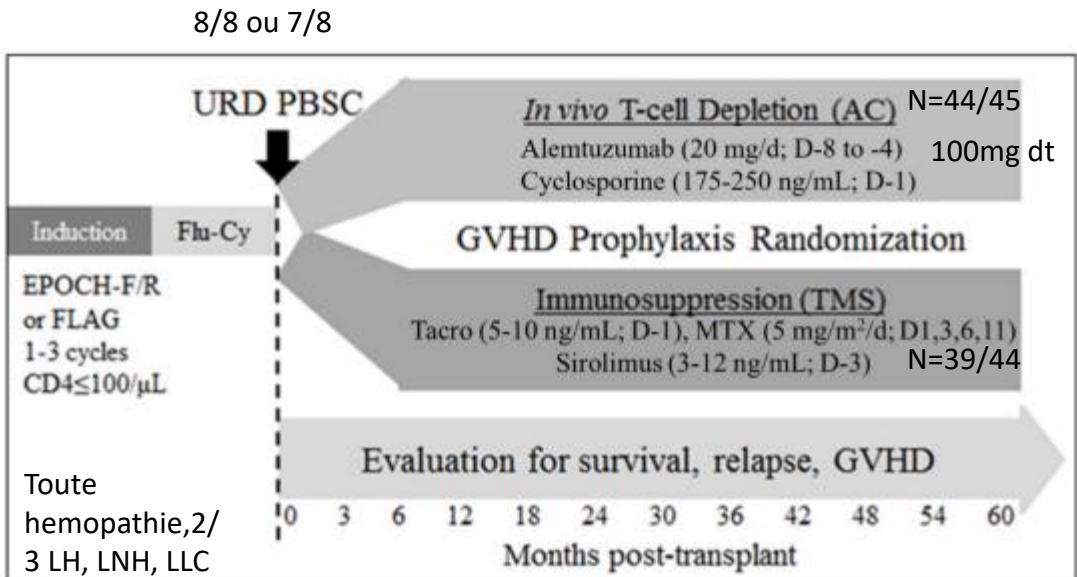 8/8 ou 7/8
URD PBSC
In vivo T-cell Depletion (AC)
N=44/45
Alemtuzumab (20 mg/d; D-8 to -4)
100mg dt
Cyclosporine (175-250 ng/mL; D-1)
Induction
Flu-Cy
GVHD Prophylaxis Randomization
EPOCH-F/R
or FLAG
1-3 cycles
CD4≤100/μL
Immunosuppression (TMS)
Tacro (5-10 ng/mL; D-1), MTX (5 mg/m²/d; D1,3,6,11)
Sirolimus (3-12 ng/mL; D-3)
N=39/44
Evaluation for survival, relapse, GVHD
Toute
hemopathie,2/
3 LH, LNH, LLC
0 3 6 12 18 24 30 36 42 48 54 60
Months post-transplant